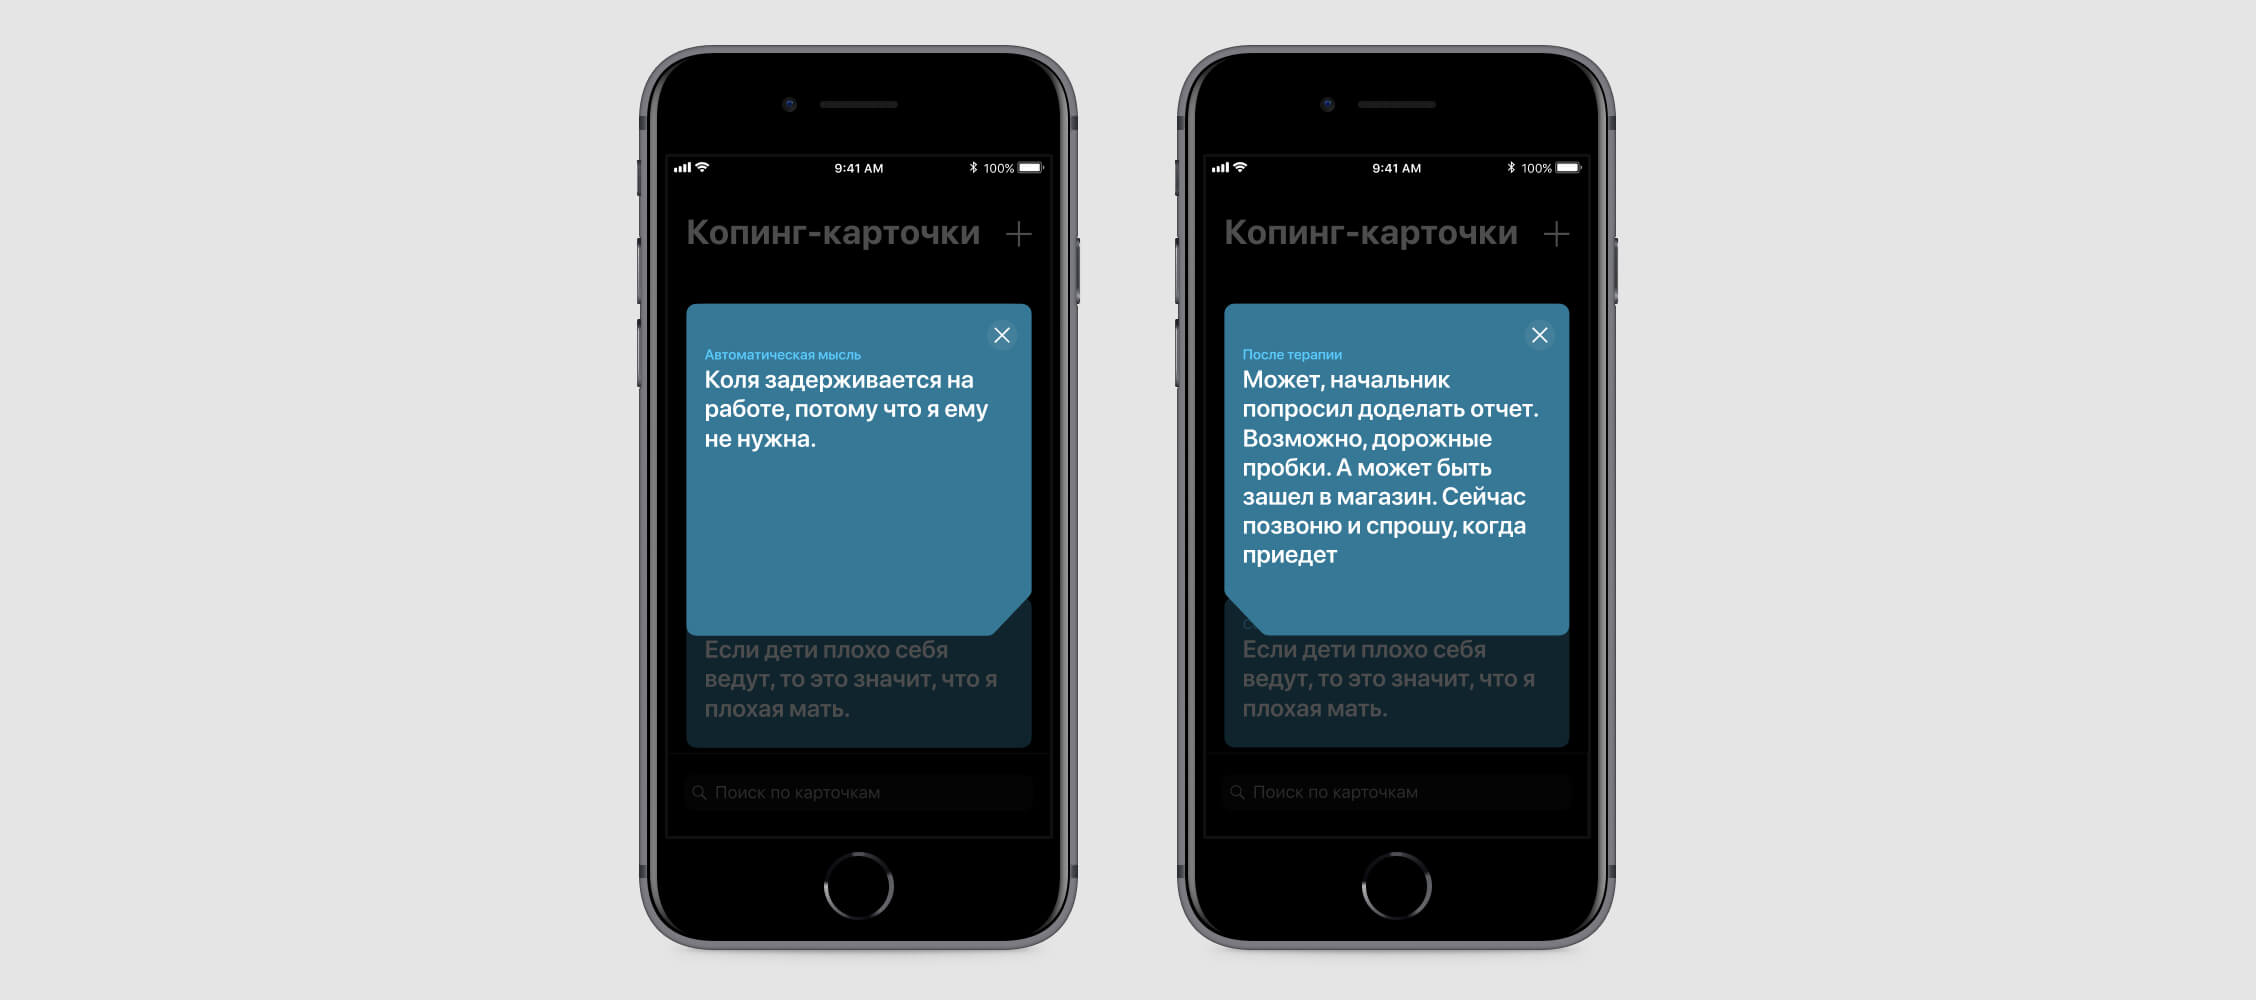 9:41 AM
100%
Копинг-карточки
Автоматическая мысль
Коля задерживается на
работе, потому что я ему
не нужна.
Если дети плохо себя
ведут, то это значит, что я
плохая мать.
Поиск по карточкам
9:41 AM
100%
Копинг-карточки
После терапии
Может, начальник
попросил доделать отчет.
Возможно, дорожные
пробки. А может быть
зашел в магазин. Сейчас
позвоню и спрошу, когда
приедет
Если дети плохо себя
ведут, то это значит, что я
плохая мать.
Поиск по карточкам